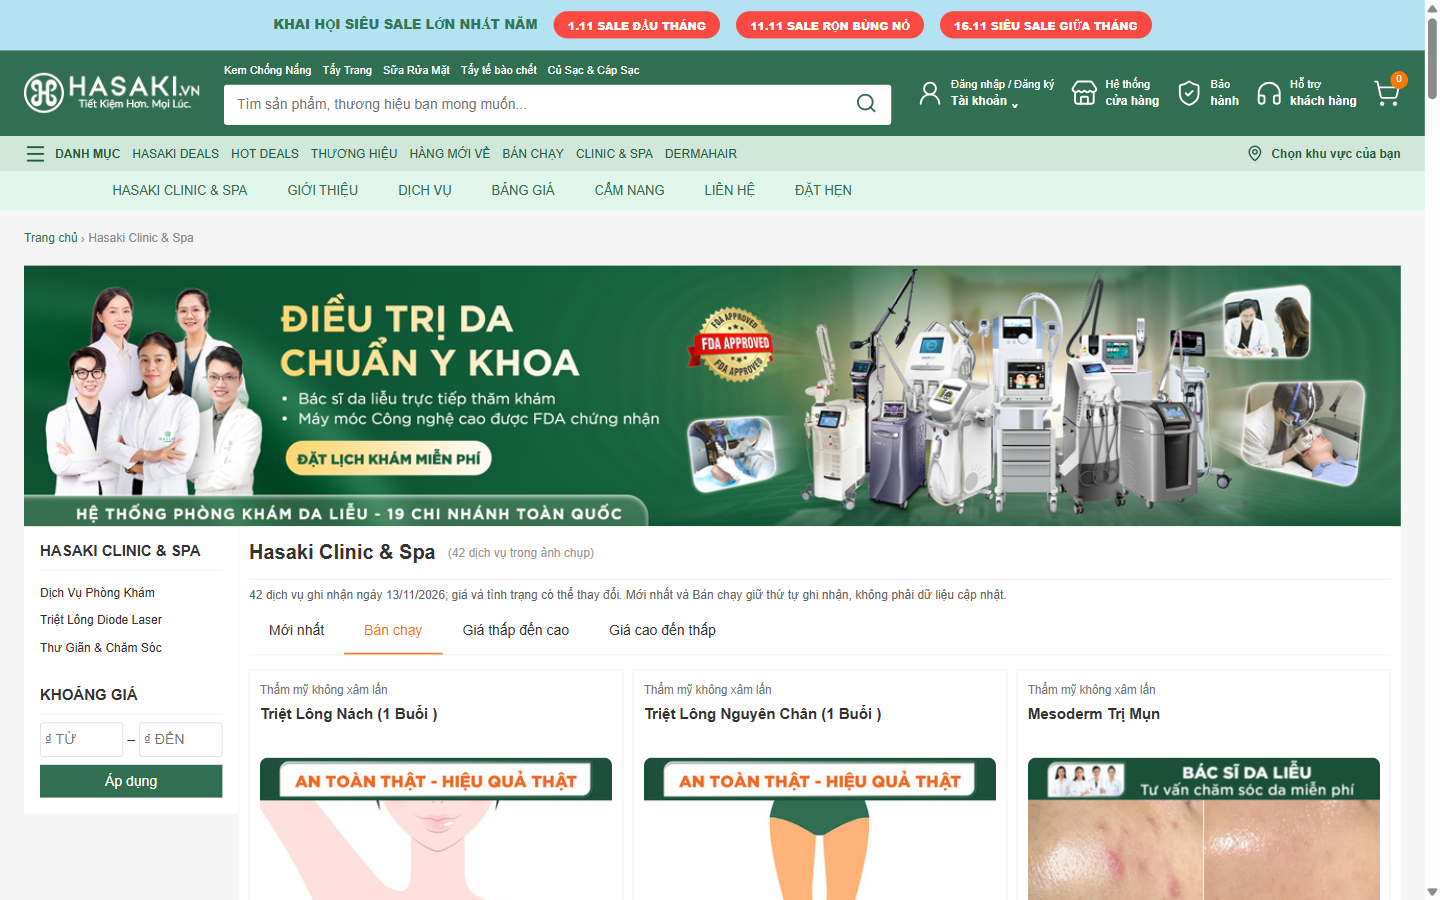 KHAI HỘI SIÊU SALE LỚN NHẤT NĂM
1.11 SALE ĐẦU THÁNG
11.11 SALE RỘN BÙNG NỔ
16.11 SIÊU SALE GIỮA THÁNG
HASAKI.VN
Tiết Kiệm Hơn. Mọi Lúc.
Kem Chống Nắng Tẩy Trang Sữa Rửa Mặt Tẩy tế bào chết Củ Sạc & Cáp Sạc
Tìm sản phẩm, thương hiệu bạn mong muốn...
Đăng nhập / Đăng ký
Tài khoản
Hệ thống
cửa hàng
Bảo
hành
Hỗ trợ
khách hàng
0
DANH MỤC HASAKI DEALS HOT DEALS THƯƠNG HIỆU HÀNG MỚI VỀ BÁN CHẠY CLINIC & SPA DERMAHAIR
Chọn khu vực của bạn
HASAKI CLINIC & SPA GIỚI THIỆU DỊCH VỤ BẢNG GIÁ CẨM NANG LIÊN HỆ ĐẶT HẸN
Trang chủ › Hasaki Clinic & Spa
ĐIỀU TRỊ DA
CHUẨN Y KHOA
• Bác sĩ da liễu trực tiếp thăm khám
• Máy móc Công nghệ cao được FDA chứng nhận
ĐẶT LỊCH KHÁM MIỄN PHÍ
FDA APPROVED
FDA APPROVED
FDA APPROVED
HỆ THỐNG PHÒNG KHÁM DA LIỄU - 19 CHI NHÁNH TOÀN QUỐC
HASAKI CLINIC & SPA
Dịch Vụ Phòng Khám
Triệt Lông Diode Laser
Thư Giãn & Chăm Sóc
KHOẢNG GIÁ
₫ TỪ – ₫ ĐẾN
Áp dụng
Hasaki Clinic & Spa (42 dịch vụ trong ảnh chụp)
42 dịch vụ ghi nhận ngày 13/11/2026; giá và tình trạng có thể thay đổi. Mới nhất và Bán chạy giữ thứ tự ghi nhận, không phải dữ liệu cập nhật.
Mới nhất Bán chạy Giá thấp đến cao Giá cao đến thấp
Thẩm mỹ không xâm lấn
Triệt Lông Nách (1 Buổi )
AN TOÀN THẬT - HIỆU QUẢ THẬT
Thẩm mỹ không xâm lấn
Triệt Lông Nguyên Chân (1 Buổi )
AN TOÀN THẬT - HIỆU QUẢ THẬT
Thẩm mỹ không xâm lấn
Mesoderm Trị Mụn
BÁC SĨ DA LIỄU
Tư vấn chăm sóc da miễn phí